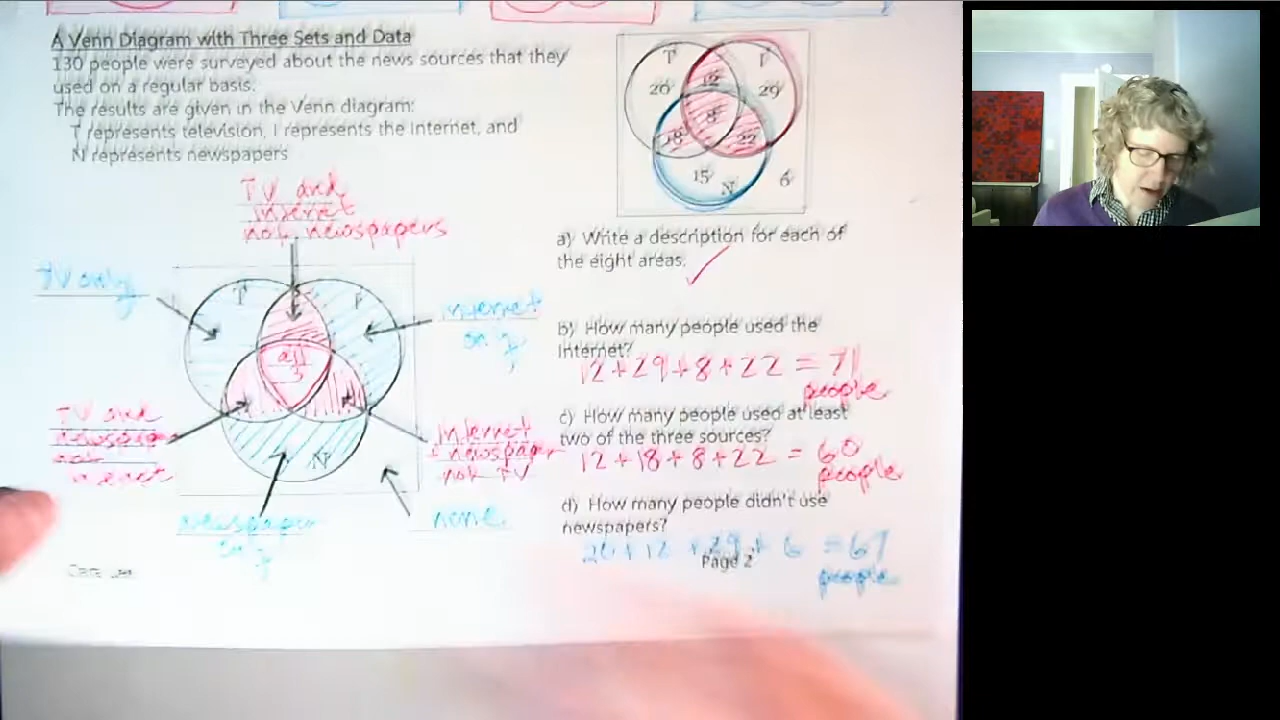 A Venn Diagram with Three Sets and Data
130 people were surveyed about the news sources that they
used on a regular basis.
The results are given in the Venn diagram:
T represents television, I represents the Internet, and
N represents newspapers
T
I
12
20
29
8
18
22
15
N
6
TV and
internet
not newspapers
TV only
T
I
internet
only
all
3
TV and
newspaper
not
internet
internet
+ newspaper
not TV
N
newspaper
only
none
a) Write a description for each of
the eight areas.
b) How many people used the
Internet?
12+29+8+22 = 71
people
c) How many people used at least
two of the three sources?
12+18+8+22 = 60
people
d) How many people didn't use
newspapers?
20+12 +29+ 6 = 67
people
Page 2